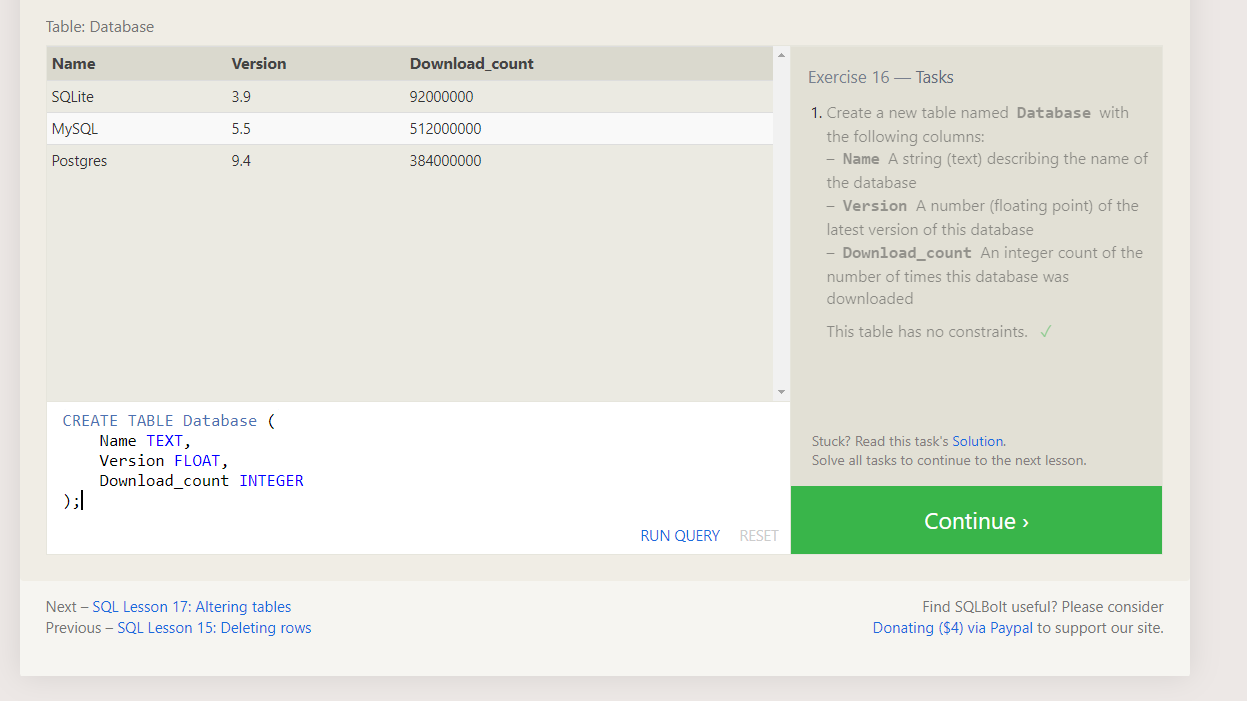 Table: Database
Name Version Download_count
SQLite 3.9 92000000
MySQL 5.5 512000000
Postgres 9.4 384000000
CREATE TABLE Database (
    Name TEXT,
    Version FLOAT,
    Download_count INTEGER
);
RUN QUERY RESET
Exercise 16 — Tasks
1. Create a new table named Database with
the following columns:
– Name A string (text) describing the name of
the database
– Version A number (floating point) of the
latest version of this database
– Download_count An integer count of the
number of times this database was
downloaded
This table has no constraints. ✓
Stuck? Read this task's Solution.
Solve all tasks to continue to the next lesson.
Continue ›
Next – SQL Lesson 17: Altering tables
Previous – SQL Lesson 15: Deleting rows
Find SQLBolt useful? Please consider
Donating ($4) via Paypal to support our site.